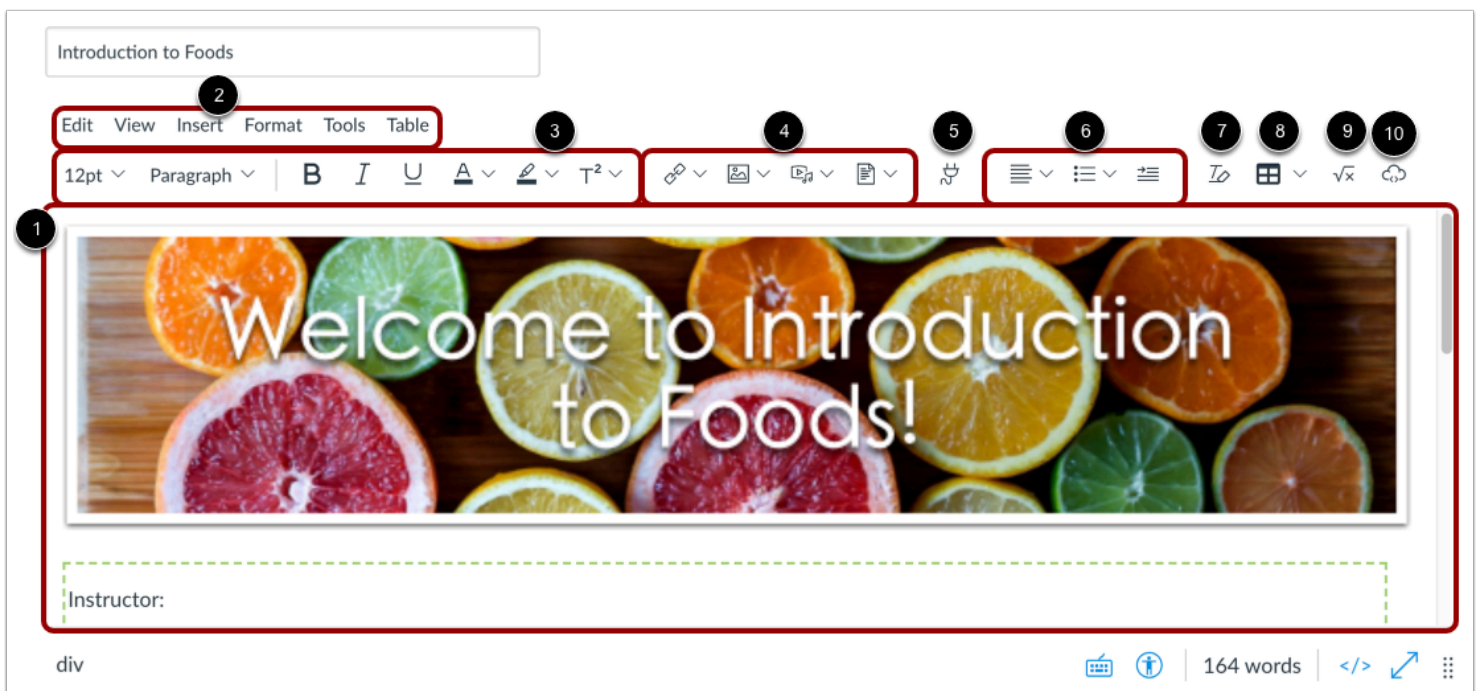 Introduction to Foods
2
Edit View Insert Format Tools Table
3 4 5 6 7 8 9 10
12pt Paragraph B I U A T² √x
1
Welcome to Introduction
to Foods!
Instructor:
div 164 words </>